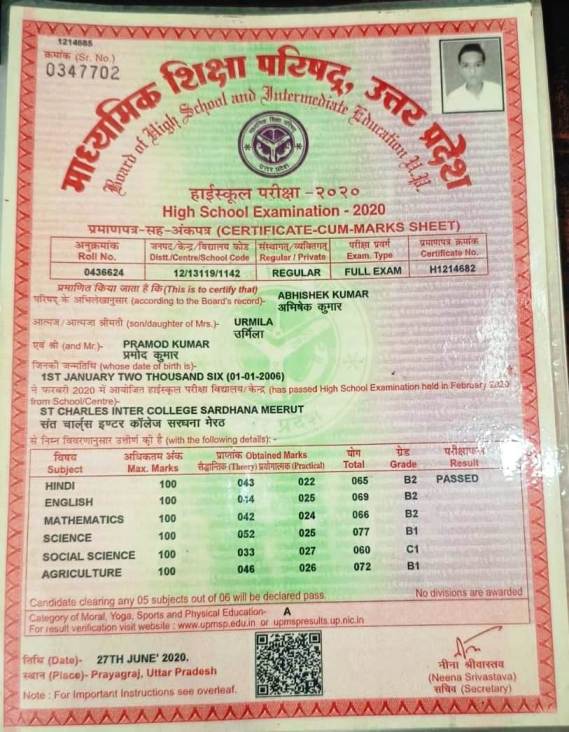 1214685
क्रमांक (Sr. No.)
0347702
माध्यमिक शिक्षा परिषद्, उत्तर प्रदेश
Board of High School and Intermediate Education U.P.
हाईस्कूल परीक्षा -२०२०
High School Examination - 2020
प्रमाणपत्र-सह-अंकपत्र (CERTIFICATE-CUM-MARKS SHEET)
अनुक्रमांक जनपद/केन्द्र/विद्यालय कोड संस्थागत्/व्यक्तिगत् परीक्षा प्रवर्ग प्रमाणपत्र क्रमांक
Roll No. Distt./Centre/School Code Regular / Private Exam. Type Certificate No.
0436624 12/13119/1142 REGULAR FULL EXAM H1214682
प्रमाणित किया जाता है कि(This is to certify that)
परिषद् के अभिलेखानुसार (according to the Board's record)- ABHISHEK KUMAR
अभिषेक कुमार
आत्मज/आत्मजा श्रीमती (son/daughter of Mrs.)- URMILA
उर्मिला
एवं श्री (and Mr.)- PRAMOD KUMAR
प्रमोद कुमार
जिनकी जन्मतिथि (whose date of birth is)-
1ST JANUARY TWO THOUSAND SIX (01-01-2006)
ने फरवरी 2020 में आयोजित हाईस्कूल परीक्षा विद्यालय/केन्द्र (has passed High School Examination held in February 2020
from School/Centre)-
ST CHARLES INTER COLLEGE SARDHANA MEERUT
संत चार्ल्स इण्टर कॉलेज सरधना मेरठ
से निम्न विवरणानुसार उत्तीर्ण की है (with the following details): -
विषय अधिकतम अंक प्राप्तांक Obtained Marks योग ग्रेड परीक्षाफल
Subject Max. Marks सैद्धान्तिक (Theory) प्रयोगात्मक (Practical) Total Grade Result
HINDI 100 043 022 065 B2 PASSED
ENGLISH 100 044 025 069 B2
MATHEMATICS 100 042 024 066 B2
SCIENCE 100 052 025 077 B1
SOCIAL SCIENCE 100 033 027 060 C1
AGRICULTURE 100 046 026 072 B1
Candidate clearing any 05 subjects out of 06 will be declared pass. No divisions are awarded
Category of Moral, Yoga, Sports and Physical Education- A
For result verification visit website : www.upmsp.edu.in or upmspresults.up.nic.in
तिथि (Date)- 27TH JUNE' 2020.
स्थान (Place)- Prayagraj, Uttar Pradesh
Note : For Important Instructions see overleaf.
नीना श्रीवास्तव
(Neena Srivastava)
सचिव (Secretary)